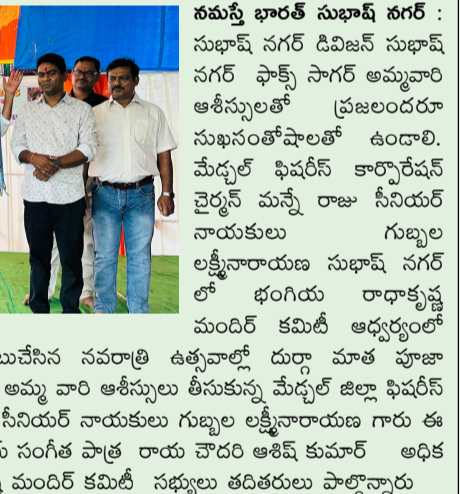 నమస్తే భారత్ సుభాష్ నగర్ :
సుభాష్ నగర్ డివిజన్ సుభాష్
నగర్ ఫాక్స్ సాగర్ అమ్మవారి
ఆశీస్సులతో ప్రజలందరూ
సుఖసంతోషాలతో ఉండాలి.
మేడ్చల్ ఫిషరీస్ కార్పొరేషన్
చైర్మన్ మన్నే రాజు సీనియర్
నాయకులు గుబ్బల
లక్ష్మీనారాయణ సుభాష్ నగర్
లో భంగియ రాధాకృష్ణ
మందిర్ కమిటీ ఆధ్వర్యంలో
నవరాత్రి ఉత్సవాల్లో దుర్గా మాత పూజా
అమ్మ వారి ఆశీస్సులు తీసుకున్న మేడ్చల్ జిల్లా ఫిషరీస్
సీనియర్ నాయకులు గుబ్బల లక్ష్మీనారాయణ గారు ఈ
సంగీత పాత్ర రాయ చౌదరి ఆశిష్ కుమార్ అధిక
మందిర్ కమిటీ సభ్యులు తదితరులు పాల్గొన్నారు